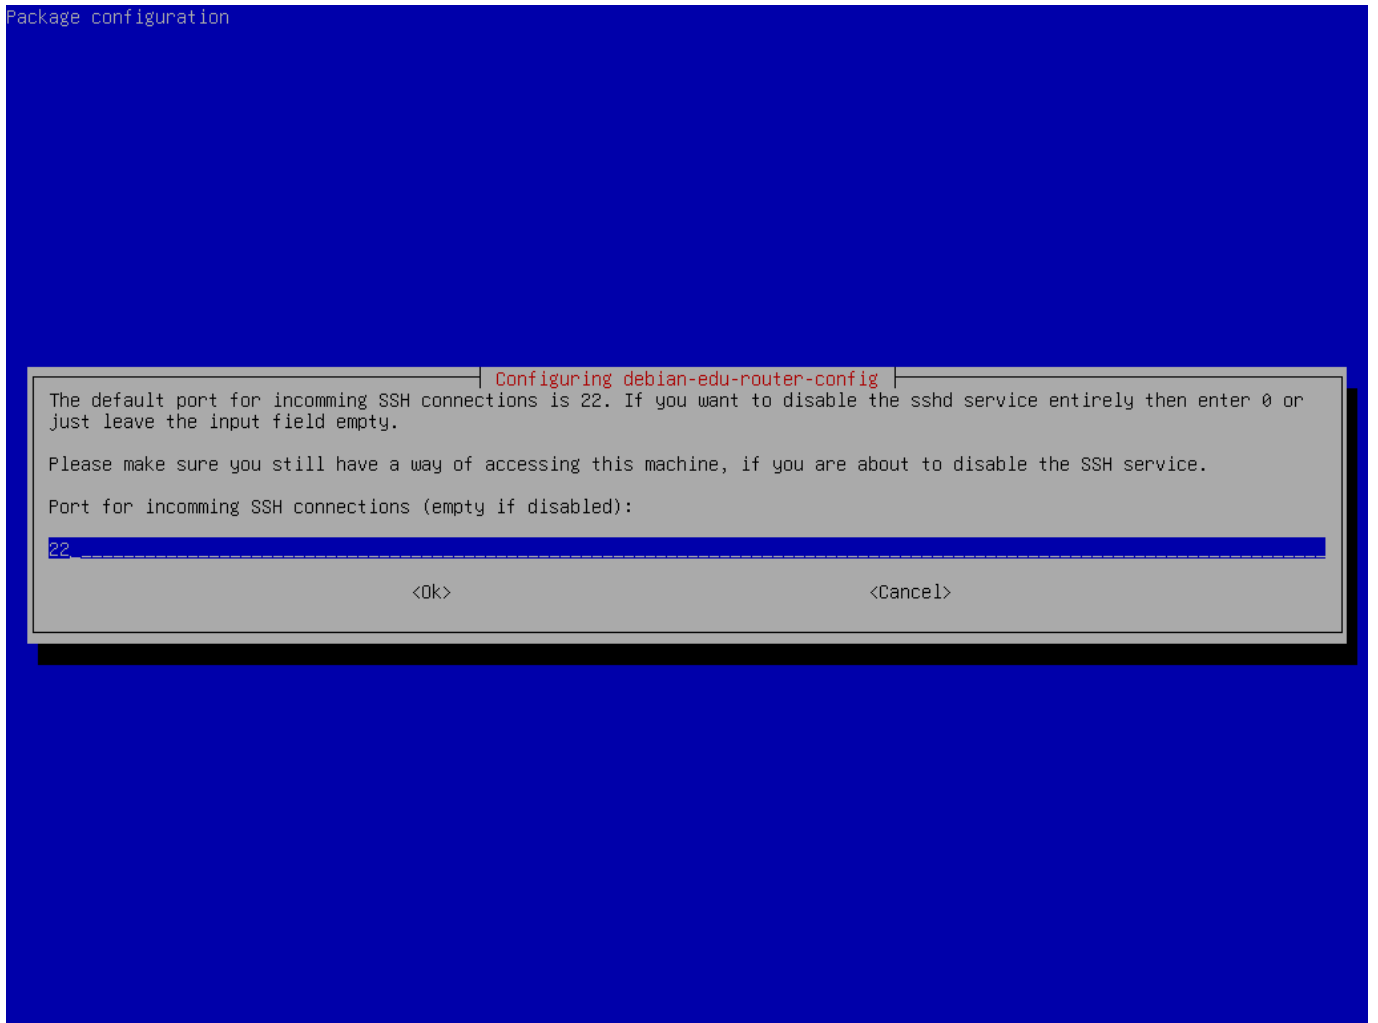 Package configuration
Configuring debian-edu-router-config
The default port for incomming SSH connections is 22. If you want to disable the sshd service entirely then enter 0 or
just leave the input field empty.
Please make sure you still have a way of accessing this machine, if you are about to disable the SSH service.
Port for incomming SSH connections (empty if disabled):
22
<Ok> <Cancel>